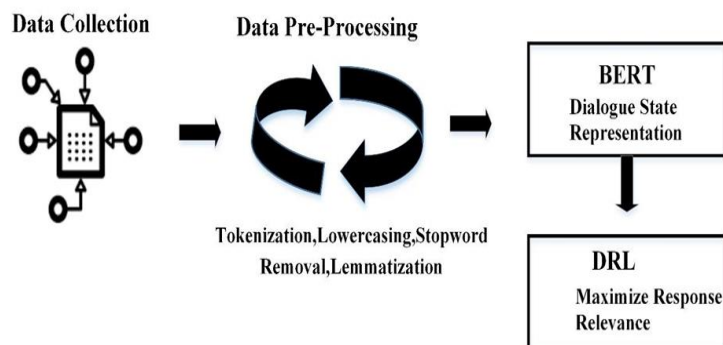 Data Collection
Data Pre-Processing
Tokenization,Lowercasing,Stopword
Removal,Lemmatization
BERT
Dialogue State
Representation
DRL
Maximize Response
Relevance